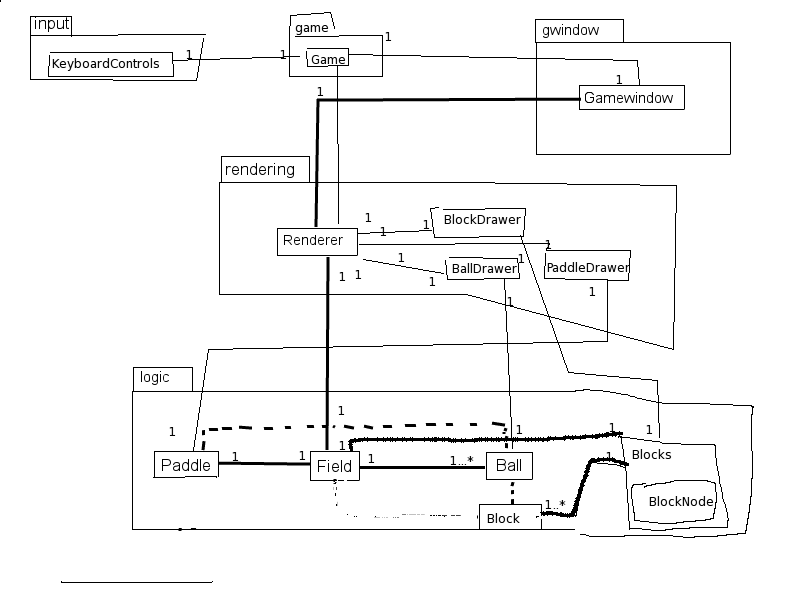 input
game
gwindow
1
KeyboardControls
1
1
Game
1
Gamewindow
1
rendering
1
BlockDrawer
1
1
Renderer
1
1
BallDrawer
1
PaddleDrawer
1
1
1
1
1
logic
1
1
1
1
1
1
Paddle
1
1
Field
1
1...*
Ball
1
Blocks
BlockNode
1..*
Block